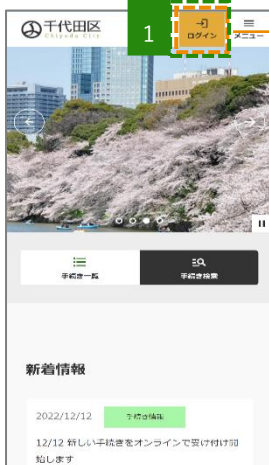 千代田区
Chiyoda City
1
ログイン
メニュー
手続き一覧
手続き検索
新着情報
2022/12/12
手続き情報
12/12 新しい手続きをオンラインで受け付け開
始します